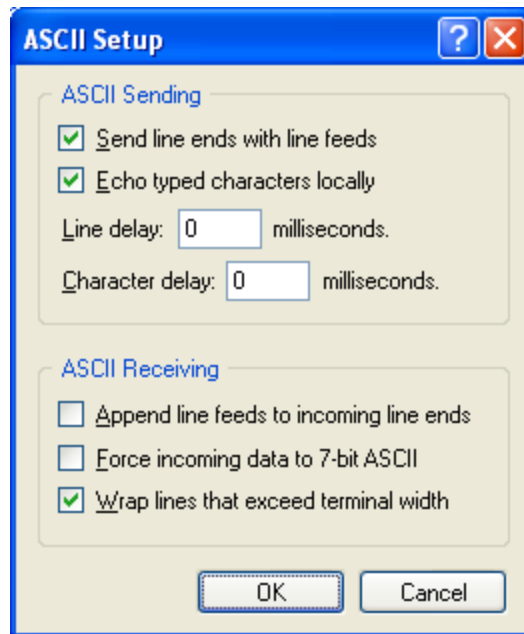 ASCII Setup
ASCII Sending
Send line ends with line feeds
Echo typed characters locally
Line delay: 0 milliseconds.
Character delay: 0 milliseconds.
ASCII Receiving
Append line feeds to incoming line ends
Force incoming data to 7-bit ASCII
Wrap lines that exceed terminal width
OK Cancel